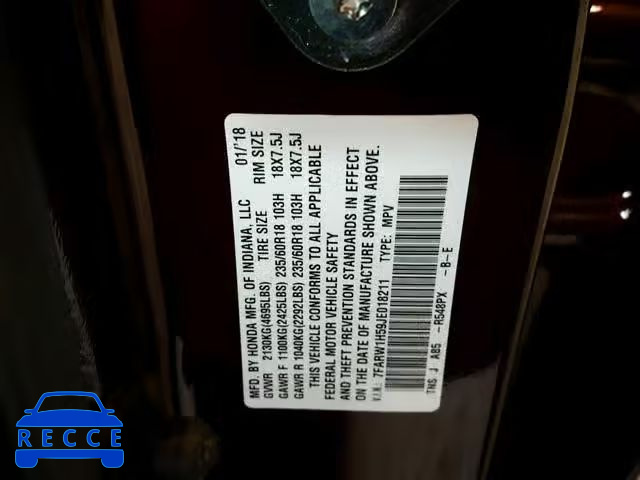 MFD. BY HONDA MFG. OF INDIANA, LLC 01/'18
GVWR 2130KG(4695LBS) TIRE SIZE RIM SIZE
GAWR F 1100KG(2425LBS) 235/60R18 103H 18X7.5J
GAWR R 1040KG(2292LBS) 235/60R18 103H 18X7.5J
THIS VEHICLE CONFORMS TO ALL APPLICABLE
FEDERAL MOTOR VEHICLE SAFETY
AND THEFT PREVENTION STANDARDS IN EFFECT
ON THE DATE OF MANUFACTURE SHOWN ABOVE.
V.I.N.: 7FARW1H59JE018211 TYPE: MPV
TNS J A85 -R548PX -B-E
RECCE